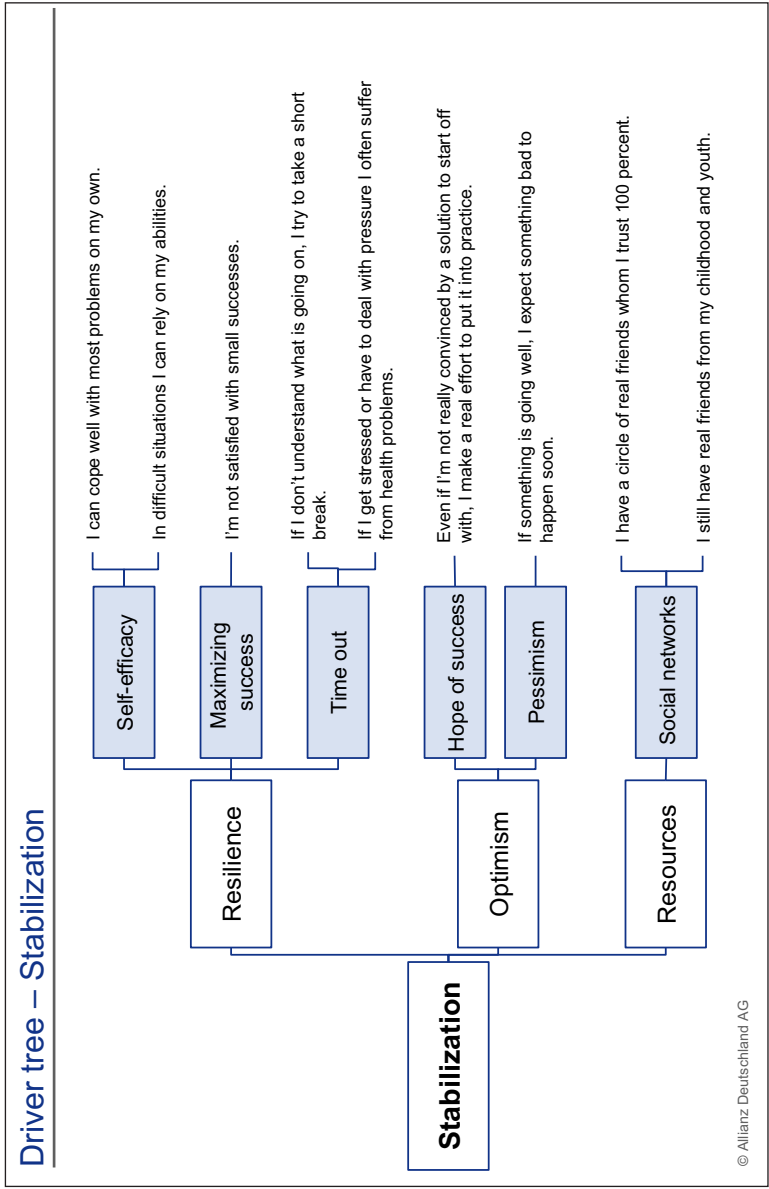 Driver tree – Stabilization
Stabilization
Resilience
Self-efficacy
I can cope well with most problems on my own.
In difficult situations I can rely on my abilities.
Maximizing
success
I'm not satisfied with small successes.
Time out
If I don't understand what is going on, I try to take a short
break.
If I get stressed or have to deal with pressure I often suffer
from health problems.
Optimism
Hope of success
Even if I'm not really convinced by a solution to start off
with, I make a real effort to put it into practice.
Pessimism
If something is going well, I expect something bad to
happen soon.
Resources
Social networks
I have a circle of real friends whom I trust 100 percent.
I still have real friends from my childhood and youth.
© Allianz Deutschland AG